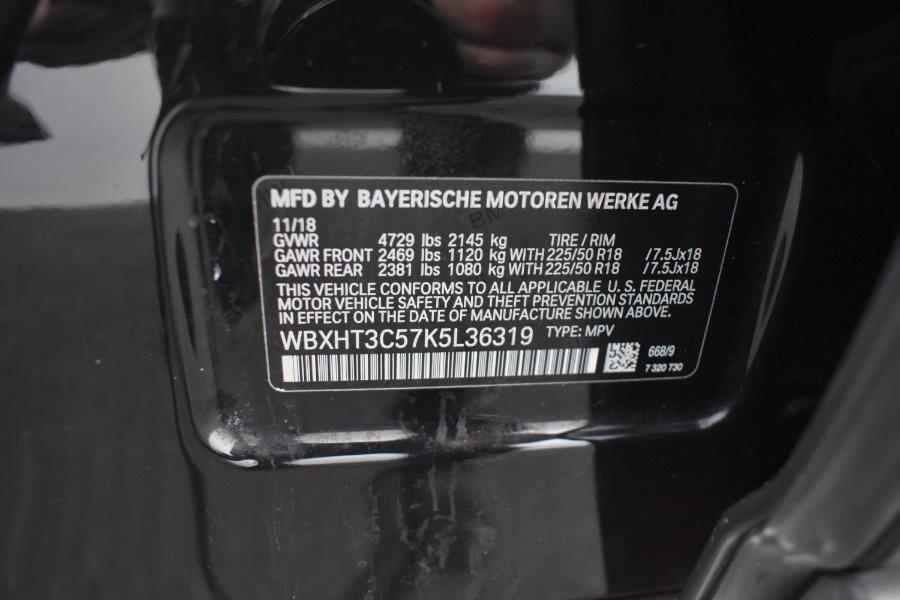 MFD BY BAYERISCHE MOTOREN WERKE AG
11/18
GVWR 4729 lbs 2145 kg TIRE / RIM
GAWR FRONT 2469 lbs 1120 kg WITH 225/50 R18 /7.5Jx18
GAWR REAR 2381 lbs 1080 kg WITH 225/50 R18 /7.5Jx18
THIS VEHICLE CONFORMS TO ALL APPLICABLE U.S. FEDERAL
MOTOR VEHICLE SAFETY AND THEFT PREVENTION STANDARDS
IN EFFECT ON THE DATE OF MANUFACTURE SHOWN ABOVE.
WBXHT3C57K5L36319 TYPE: MPV
668/9
7 320 730